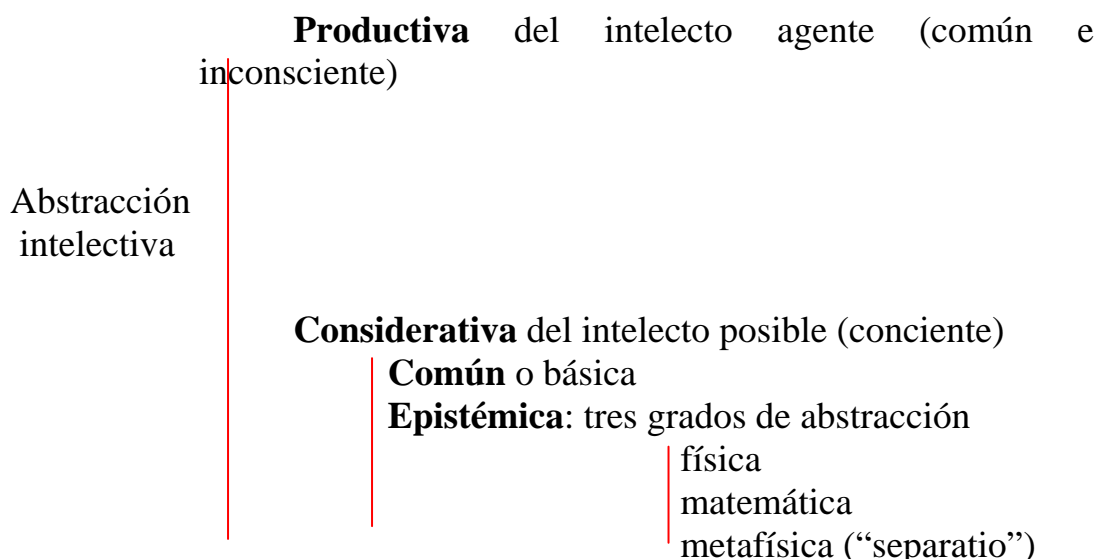 Productiva del intelecto agente (común e
inconsciente)
Abstracción
intelectiva
Considerativa del intelecto posible (conciente)
Común o básica
Epistémica: tres grados de abstracción
física
matemática
metafísica (“separatio”)